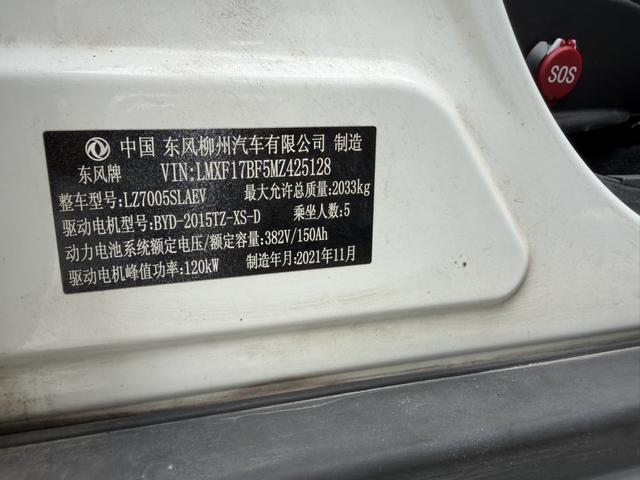 中国 东风柳州汽车有限公司 制造
东风牌 VIN:LMXF17BF5MZ425128
整车型号:LZ7005SLAEV 最大允许总质量:2033kg
驱动电机型号:BYD-2015TZ-XS-D 乘坐人数:5
动力电池系统额定电压/额定容量:382V/150Ah
驱动电机峰值功率:120kW 制造年月:2021年11月
SOS